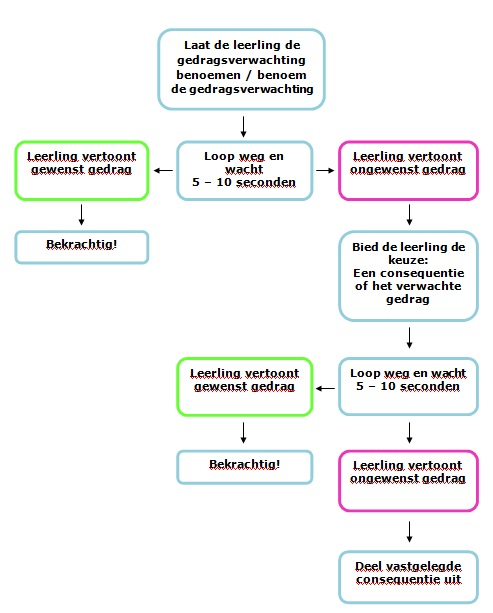 Laat de leerling de
gedragsverwachting
benoemen / benoem
de gedragsverwachting
Leerling vertoont
gewenst gedrag
Loop weg en
wacht
5 – 10 seconden
Leerling vertoont
ongewenst gedrag
Bekrachtig!
Bied de leerling de
keuze:
Een consequentie
of het verwachte
gedrag
Leerling vertoont
gewenst gedrag
Loop weg en wacht
5 – 10 seconden
Bekrachtig!
Leerling vertoont
ongewenst gedrag
Deel vastgelegde
consequentie uit